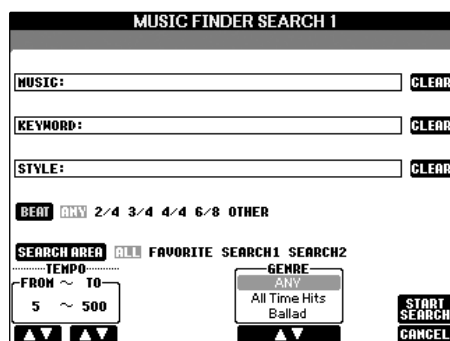 MUSIC FINDER SEARCH 1
MUSIC: CLEAR
KEYWORD: CLEAR
STYLE: CLEAR
BEAT ANY 2/4 3/4 4/4 6/8 OTHER
SEARCH AREA ALL FAVORITE SEARCH1 SEARCH2
TEMPO
FROM ~ TO
5 ~ 500
GENRE
ANY
All Time Hits
Ballad
START
SEARCH
CANCEL